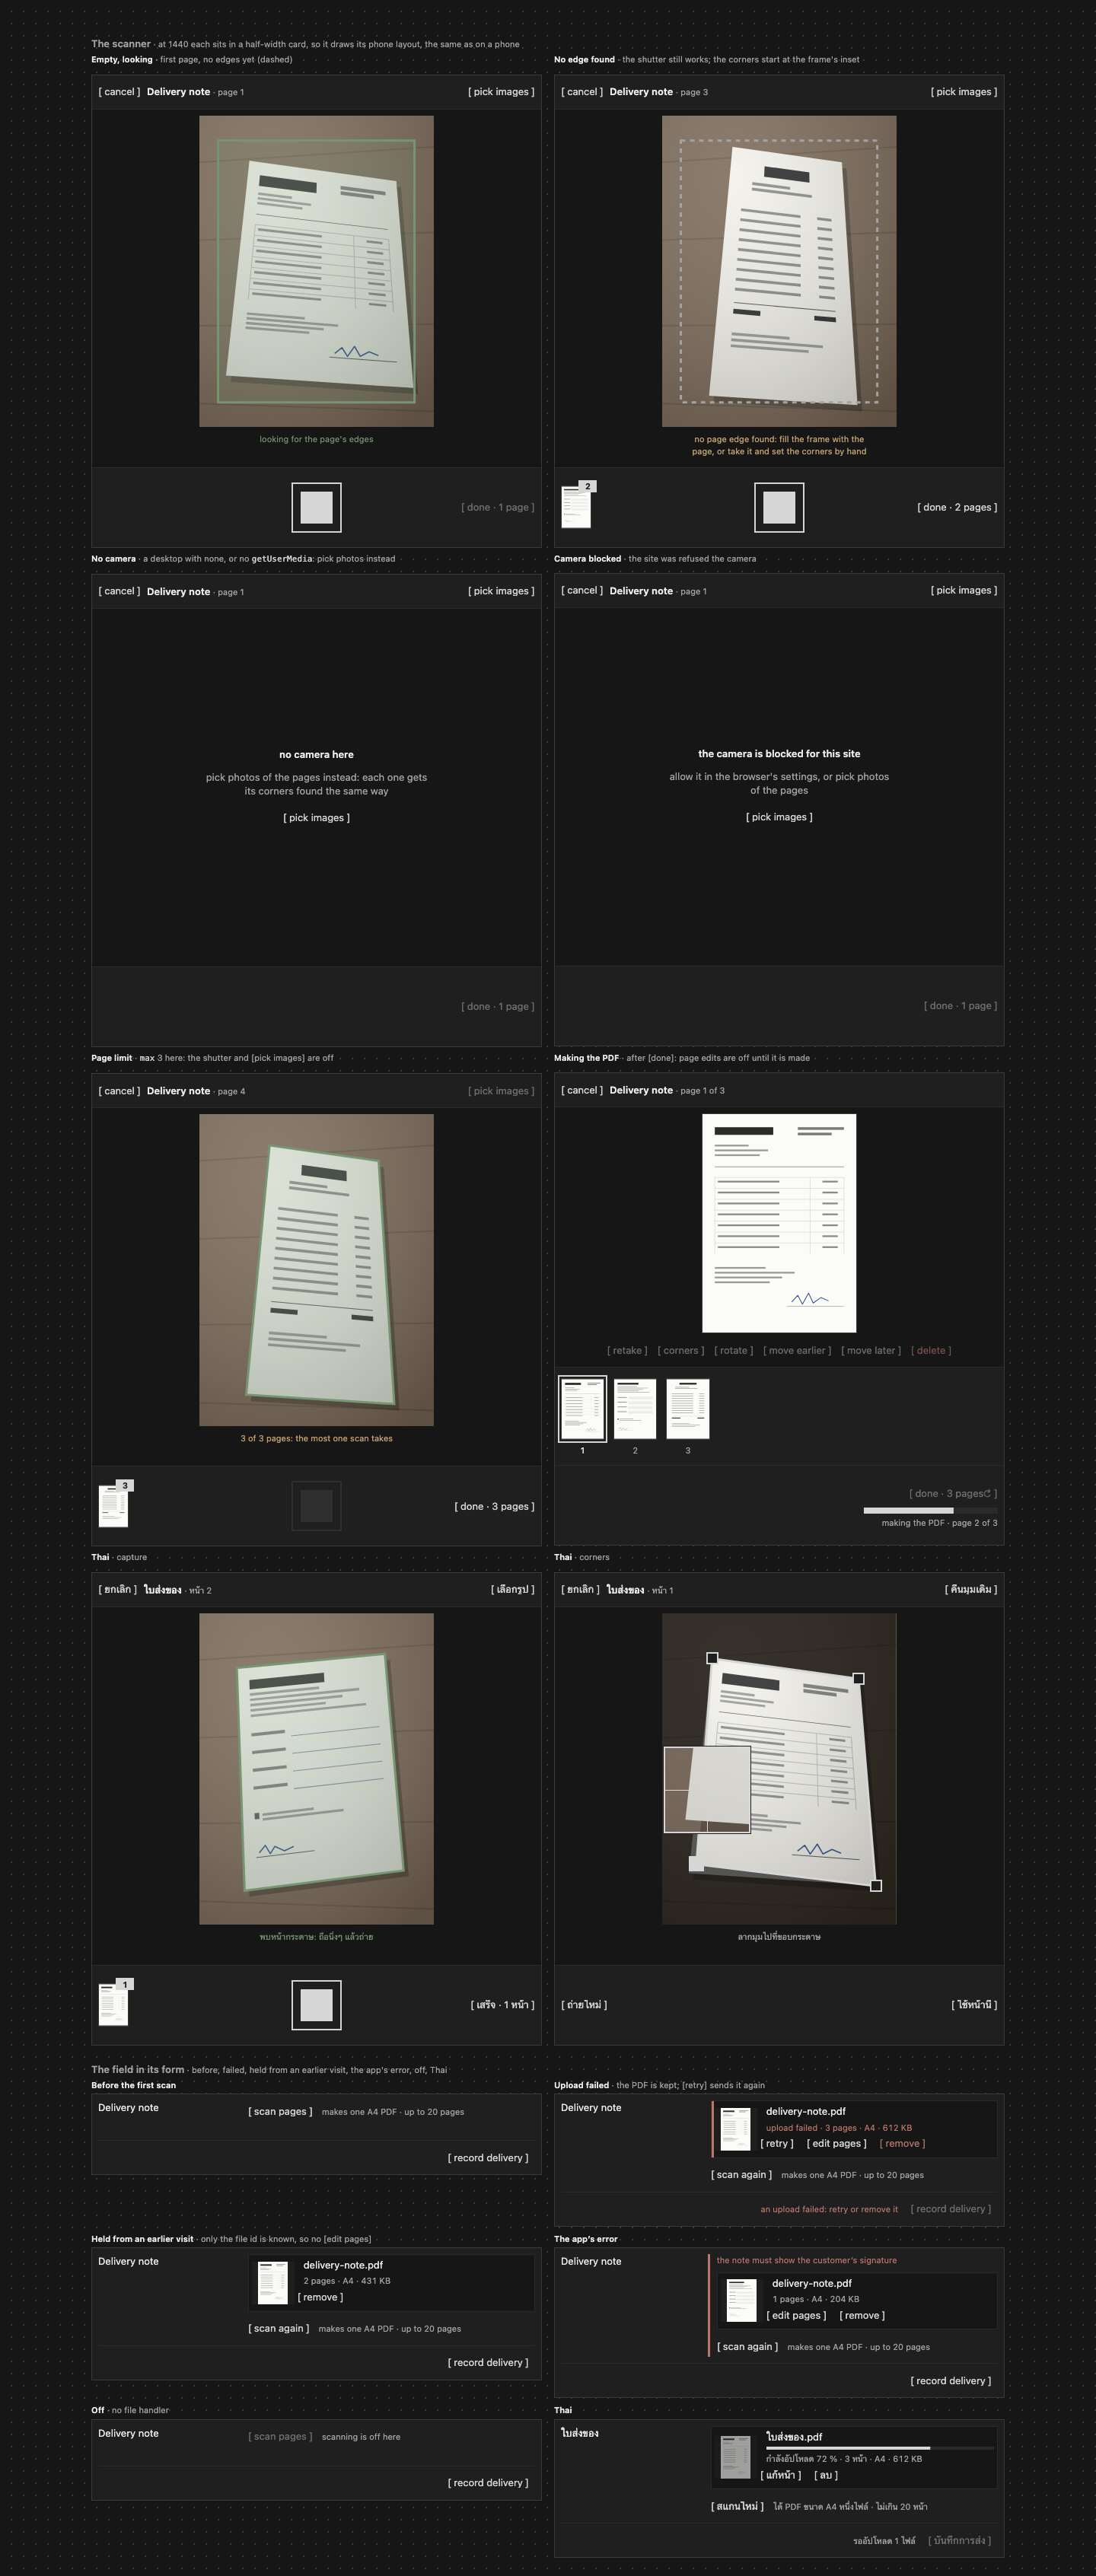 The scanner · at 1440 each sits in a half-width card, so it draws its phone layout, the same as on a phone
Empty, looking · first page, no edges yet (dashed)
[ cancel ] Delivery note · page 1 [ pick images ]
looking for the page's edges
[ done · 1 page ]
No edge found · the shutter still works; the corners start at the frame's inset
[ cancel ] Delivery note · page 3 [ pick images ]
no page edge found: fill the frame with the
page, or take it and set the corners by hand
2
[ done · 2 pages ]
No camera · a desktop with none, or no getUserMedia: pick photos instead ·
[ cancel ] Delivery note · page 1 [ pick images ]
no camera here
pick photos of the pages instead: each one gets
its corners found the same way
[ pick images ]
[ done · 1 page ]
Camera blocked · the site was refused the camera
[ cancel ] Delivery note · page 1 [ pick images ]
the camera is blocked for this site
allow it in the browser's settings, or pick photos
of the pages
[ pick images ]
[ done · 1 page ]
Page limit · max 3 here: the shutter and [pick images] are off ·
[ cancel ] Delivery note · page 4 [ pick images ]
3 of 3 pages: the most one scan takes
3
[ done · 3 pages ]
Making the PDF · after [done]: page edits are off until it is made ·
[ cancel ] Delivery note · page 1 of 3
[ retake ] [ corners ] [ rotate ] [ move earlier ] [ move later ] [ delete ]
1 2 3
[ done · 3 pages ]
making the PDF · page 2 of 3
Thai · capture
[ ยกเลิก ] ใบส่งของ · หน้า 2 [ เลือกรูป ]
พบหน้ากระดาษ: ถือนิ่งๆ แล้วถ่าย
1
[ เสร็จ · 1 หน้า ]
Thai · corners
[ ยกเลิก ] ใบส่งของ · หน้า 1 [ คืนมุมเดิม ]
ลากมุมไปที่ขอบกระดาษ
[ ถ่ายใหม่ ] [ ใช้หน้านี้ ]
The field in its form · before, failed, held from an earlier visit, the app's error, off, Thai
Before the first scan
Delivery note [ scan pages ] makes one A4 PDF · up to 20 pages
[ record delivery ]
Upload failed · the PDF is kept; [retry] sends it again
Delivery note
delivery-note.pdf
upload failed · 3 pages · A4 · 612 KB
[ retry ] [ edit pages ] [ remove ]
[ scan again ] makes one A4 PDF · up to 20 pages
an upload failed: retry or remove it [ record delivery ]
Held from an earlier visit · only the file id is known, so no [edit pages]
Delivery note
delivery-note.pdf
2 pages · A4 · 431 KB
[ remove ]
[ scan again ] makes one A4 PDF · up to 20 pages
[ record delivery ]
The app's error
Delivery note
the note must show the customer's signature
delivery-note.pdf
1 pages · A4 · 204 KB
[ edit pages ] [ remove ]
[ scan again ] makes one A4 PDF · up to 20 pages
[ record delivery ]
Off · no file handler
Delivery note [ scan pages ] scanning is off here
[ record delivery ]
Thai
ใบส่งของ
ใบส่งของ.pdf
กำลังอัปโหลด 72 % · 3 หน้า · A4 · 612 KB
[ แก้หน้า ] [ ลบ ]
[ สแกนใหม่ ] ได้ PDF ขนาด A4 หนึ่งไฟล์ · ไม่เกิน 20 หน้า
รออัปโหลด 1 ไฟล์ [ บันทึกการส่ง ]